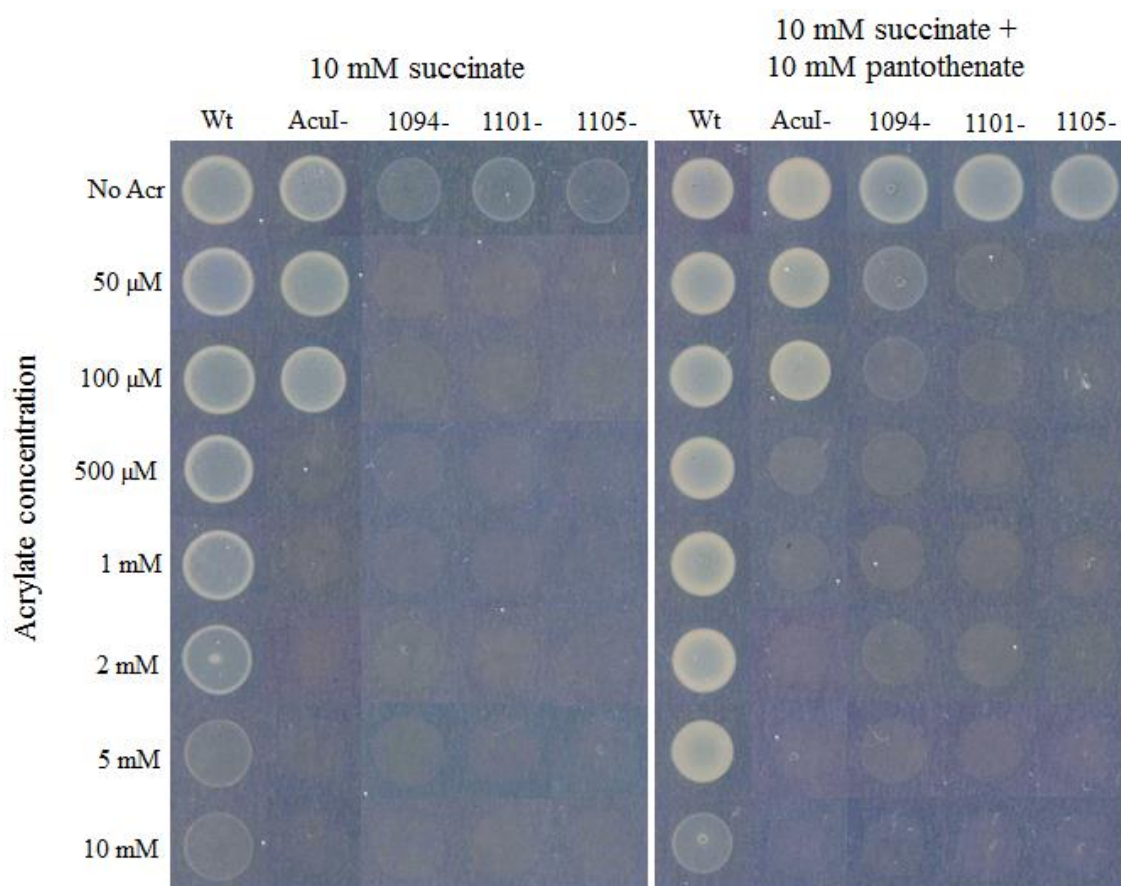 10 mM succinate
10 mM succinate +
10 mM pantothenate
Wt AcuI- 1094- 1101- 1105- Wt AcuI- 1094- 1101- 1105-
No Acr
50 μM
100 μM
500 μM
1 mM
2 mM
5 mM
10 mM
Acrylate concentration